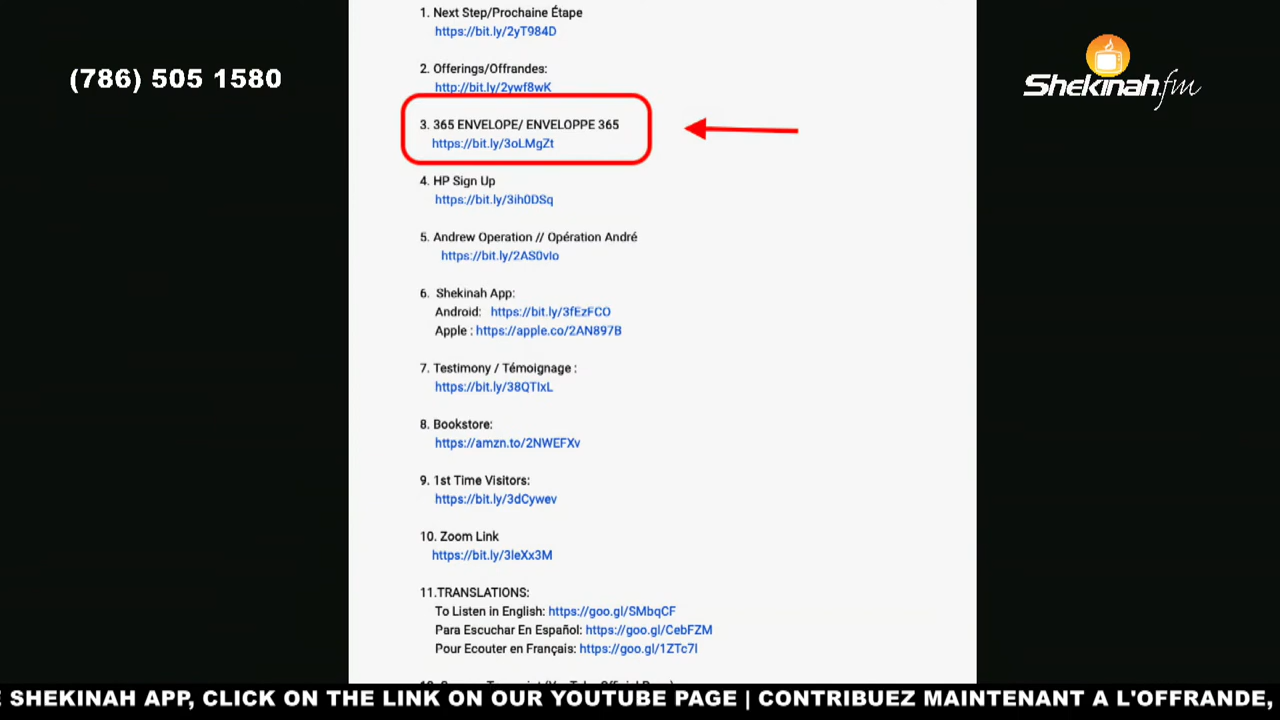 (786) 505 1580
Shekinah.fm
1. Next Step/Prochaine Étape
https://bit.ly/2yT984D
2. Offerings/Offrandes:
http://bit.ly/2ywf8wK
3. 365 ENVELOPE/ ENVELOPPE 365
https://bit.ly/3oLMgZt
4. HP Sign Up
https://bit.ly/3ih0DSq
5. Andrew Operation // Opération André
https://bit.ly/2AS0vIo
6. Shekinah App:
Android: https://bit.ly/3fEzFCO
Apple : https://apple.co/2AN897B
7. Testimony / Témoignage :
https://bit.ly/38QTIxL
8. Bookstore:
https://amzn.to/2NWEFXv
9. 1st Time Visitors:
https://bit.ly/3dCywev
10. Zoom Link
https://bit.ly/3leXx3M
11.TRANSLATIONS:
To Listen in English: https://goo.gl/SMbqCF
Para Escuchar En Español: https://goo.gl/CebFZM
Pour Ecouter en Français: https://goo.gl/1ZTc7l
SHEKINAH APP, CLICK ON THE LINK ON OUR YOUTUBE PAGE | CONTRIBUEZ MAINTENANT A L'OFFRANDE,